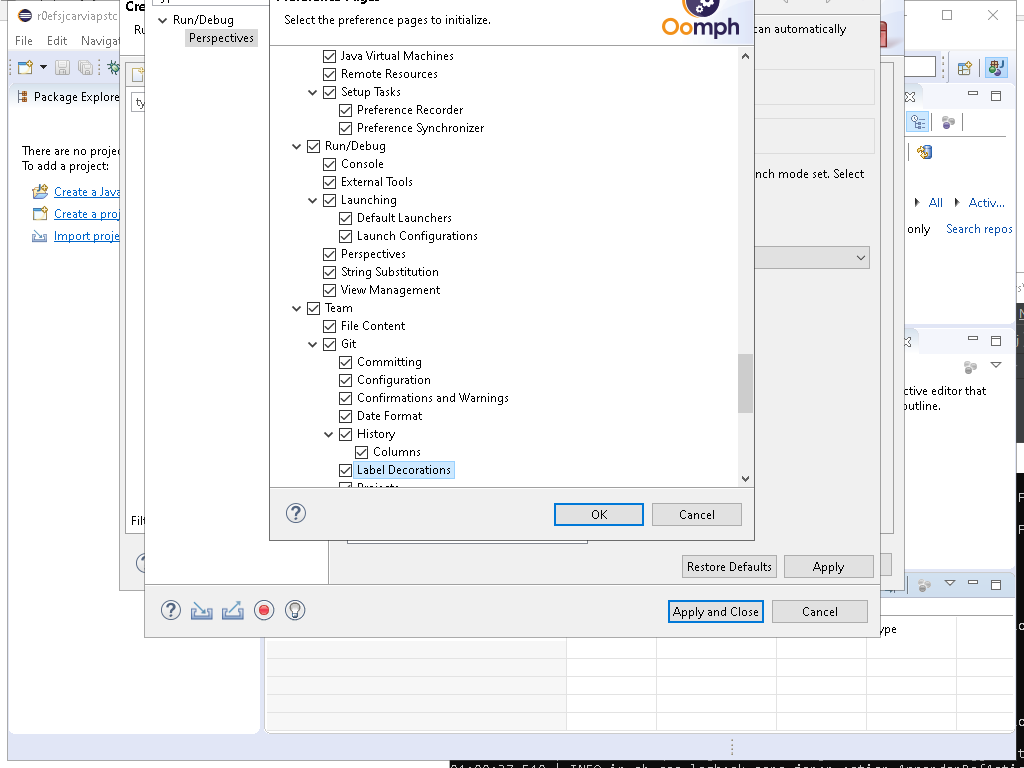 r0efsjcarviapstc
File
Edit
Navigat
Package Explore
There are no projec
To add a project:
Create a Java
Create a proj
Import proje
Cre
Run/Debug
Perspectives
Select the preference pages to initialize.
Oomph
Java Virtual Machines
Remote Resources
Setup Tasks
Preference Recorder
Preference Synchronizer
Run/Debug
Console
External Tools
Launching
Default Launchers
Launch Configurations
Perspectives
String Substitution
View Management
Team
File Content
Git
Committing
Configuration
Confirmations and Warnings
Date Format
History
Columns
Label Decorations
OK
Cancel
can automatically
nch mode set. Select
Restore Defaults
Apply
Apply and Close
Cancel
All
Activ...
only
Search repos
ctive editor that
outline.
ype